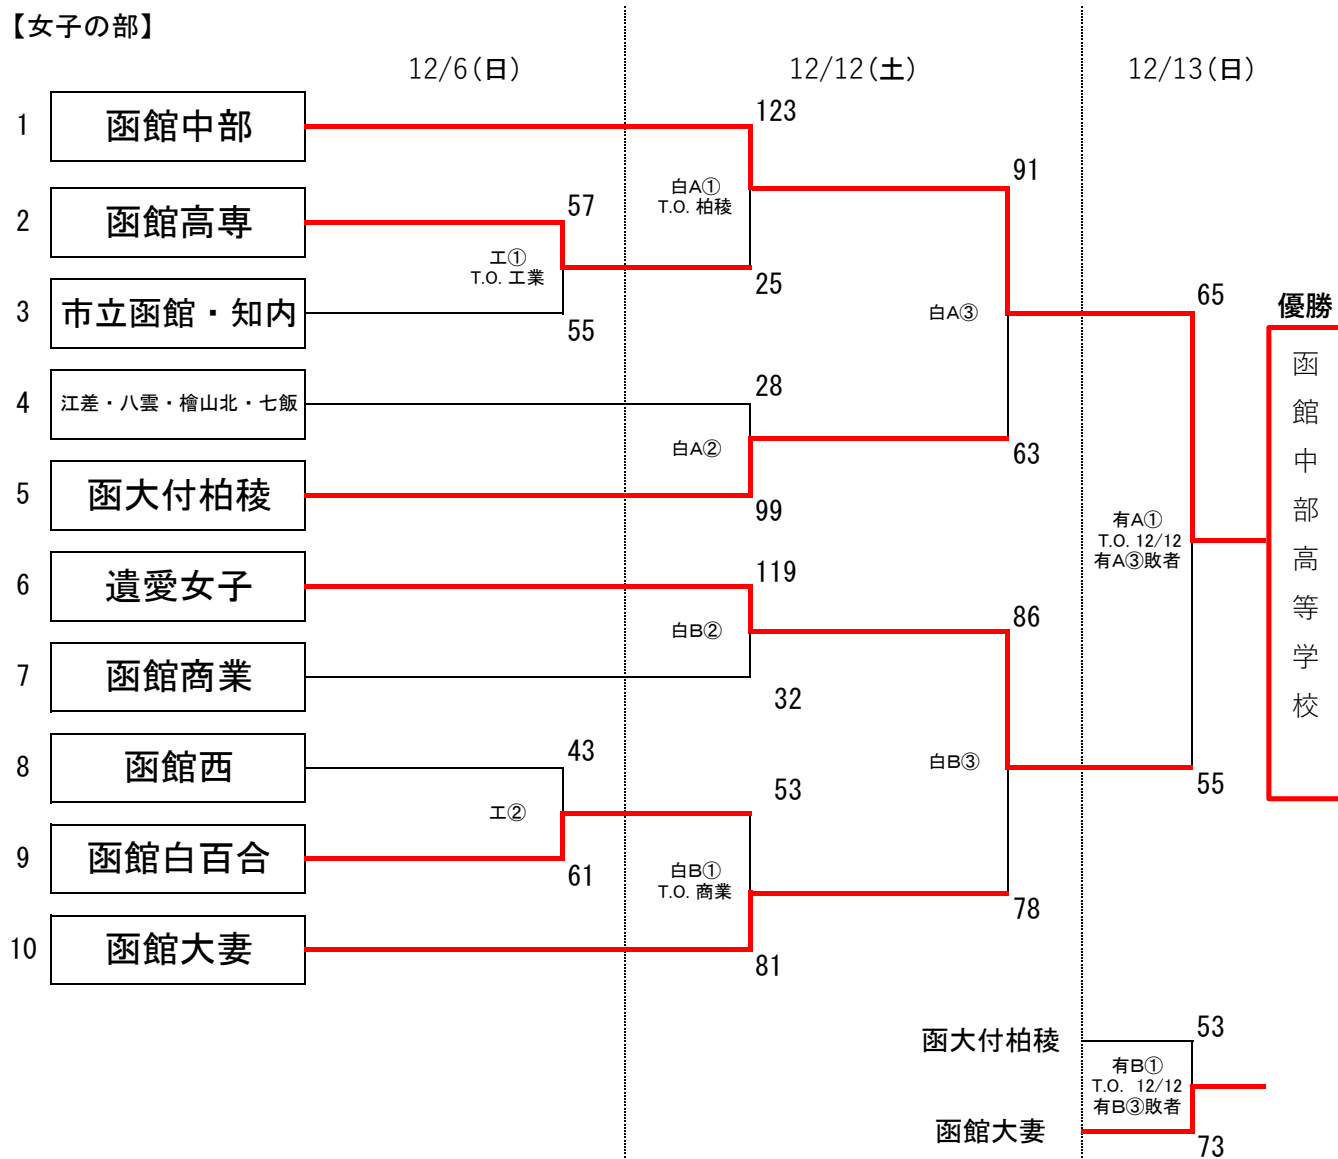 【女子の部】
12/6(日)
12/12(土)
12/13(日)
1
函館中部
123
白A①
T.O. 柏稜
91
2
函館高専
57
工①
T.O. 工業
25
3
市立函館・知内
55
白A③
65
優勝
函館中部高等学校
4
江差・八雲・檜山北・七飯
28
白A②
63
5
函大付柏稜
99
有A①
T.O. 12/12
有A③敗者
6
遺愛女子
119
白B②
86
7
函館商業
32
8
函館西
43
工②
53
白B③
55
9
函館白百合
61
白B①
T.O. 商業
78
10
函館大妻
81
函大付柏稜
53
有B①
T.O. 12/12
有B③敗者
函館大妻
73